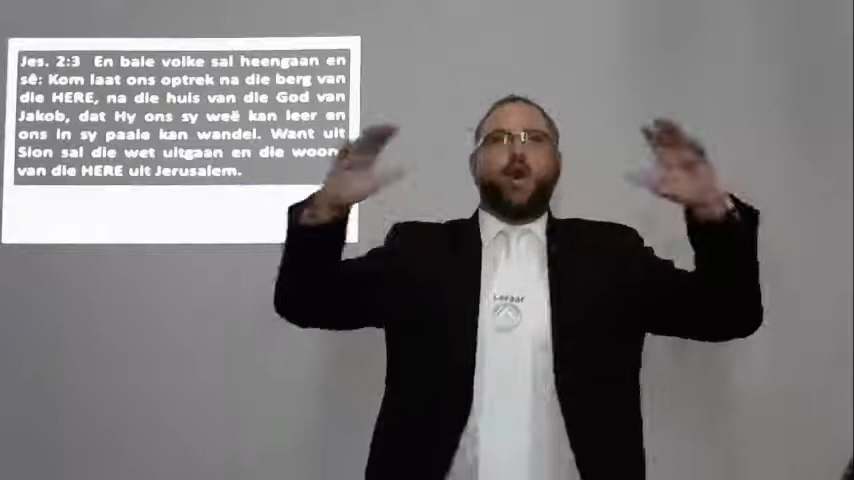 Jes. 2:3 En baie volke sal heengaan en
sê: Kom laat ons optrek na die berg van
die HERE, na die huis van die God van
Jakob, dat Hy ons sy weë kan leer en
ons in sy paaie kan wandel. Want uit
Sion sal die wet uitgaan en die woord
van die HERE uit Jerusalem.
Leraar